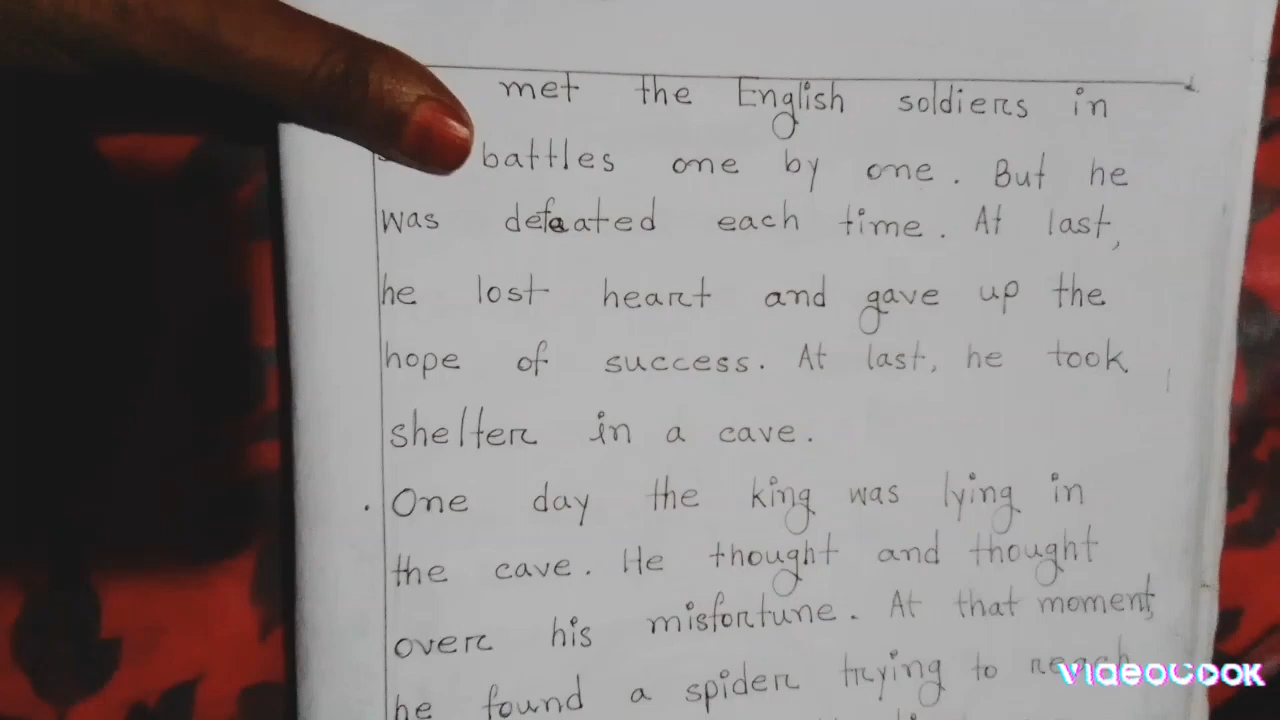 met the English soldiers in
battles one by one. But he
was defeated each time. At last,
he lost heart and gave up the
hope of success. At last, he took
shelter in a cave.
. One day the king was lying in
the cave. He thought and thought
over his misfortune. At that moment,
he found a spider trying to reach
VIDEOCOOK